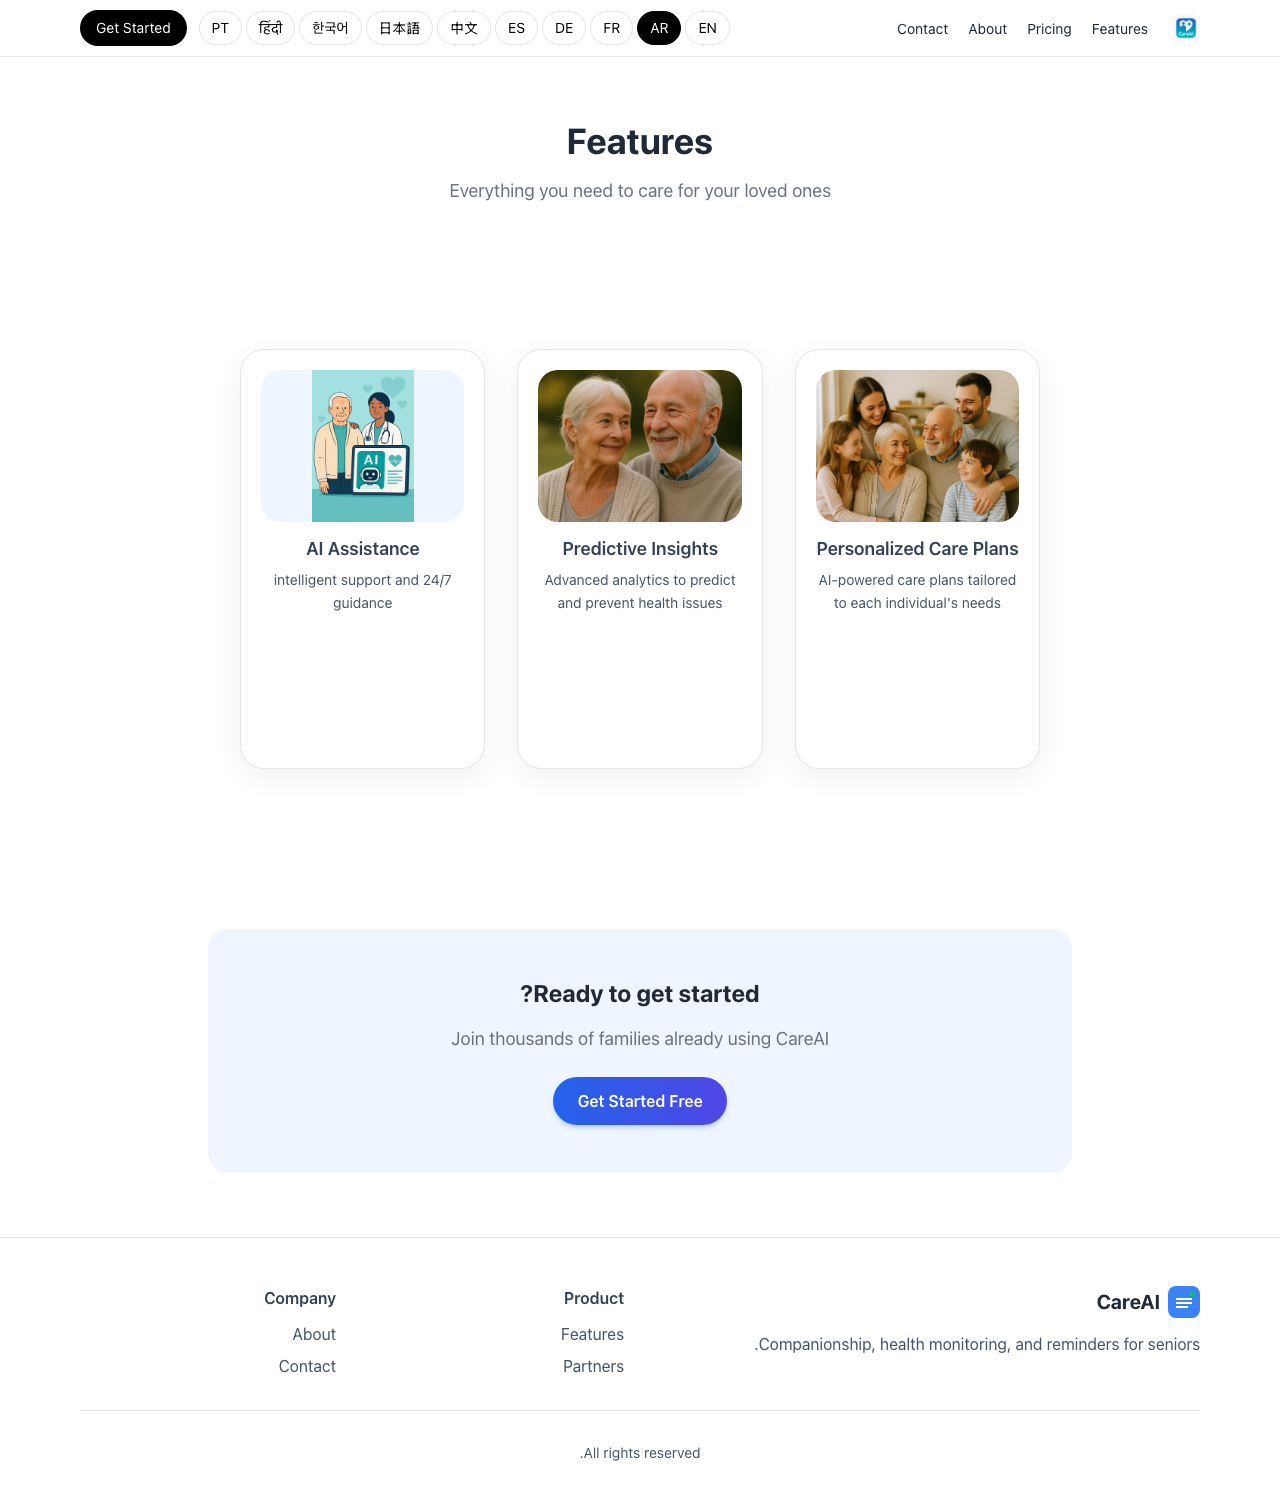 Get Started PT हिंदी 한국어 日本語 中文 ES DE FR AR EN Contact About Pricing Features
Features
Everything you need to care for your loved ones
AI
AI Assistance
intelligent support and 24/7
guidance
Predictive Insights
Advanced analytics to predict
and prevent health issues
Personalized Care Plans
AI-powered care plans tailored
to each individual's needs
?Ready to get started
Join thousands of families already using CareAI
Get Started Free
CareAI
.Companionship, health monitoring, and reminders for seniors
Product
Features
Partners
Company
About
Contact
.All rights reserved